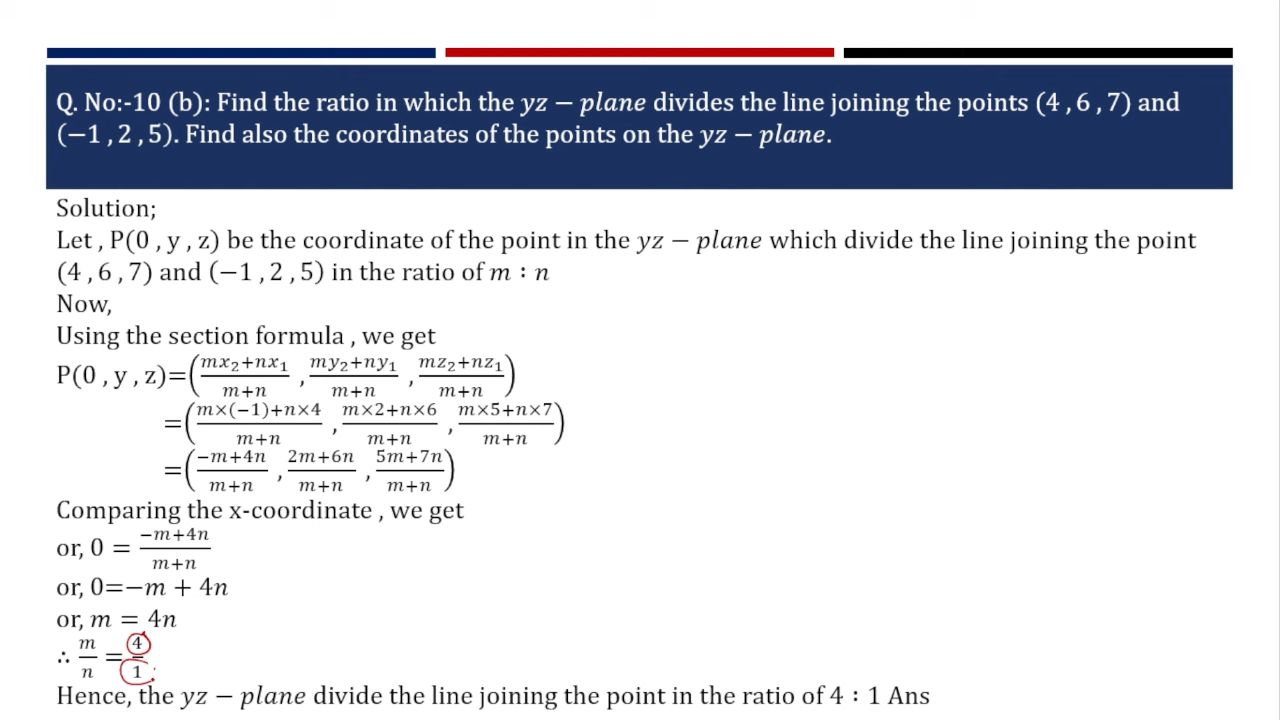 Q. No:-10 (b): Find the ratio in which the yz − plane divides the line joining the points (4 , 6 , 7) and
(−1 , 2 , 5). Find also the coordinates of the points on the yz − plane.
Solution;
Let , P(0 , y , z) be the coordinate of the point in the yz − plane which divide the line joining the point
(4 , 6 , 7) and (−1 , 2 , 5) in the ratio of m ∶ n
Now,
Using the section formula , we get
P(0 , y , z)=((mx₂+nx₁)/(m+n) , (my₂+ny₁)/(m+n) , (mz₂+nz₁)/(m+n))
=((m×(−1)+n×4)/(m+n) , (m×2+n×6)/(m+n) , (m×5+n×7)/(m+n))
=((−m+4n)/(m+n) , (2m+6n)/(m+n) , (5m+7n)/(m+n))
Comparing the x-coordinate , we get
or, 0 = (−m+4n)/(m+n)
or, 0=−m + 4n
or, m = 4n
∴ m/n = 4/1
Hence, the yz − plane divide the line joining the point in the ratio of 4 ∶ 1 Ans